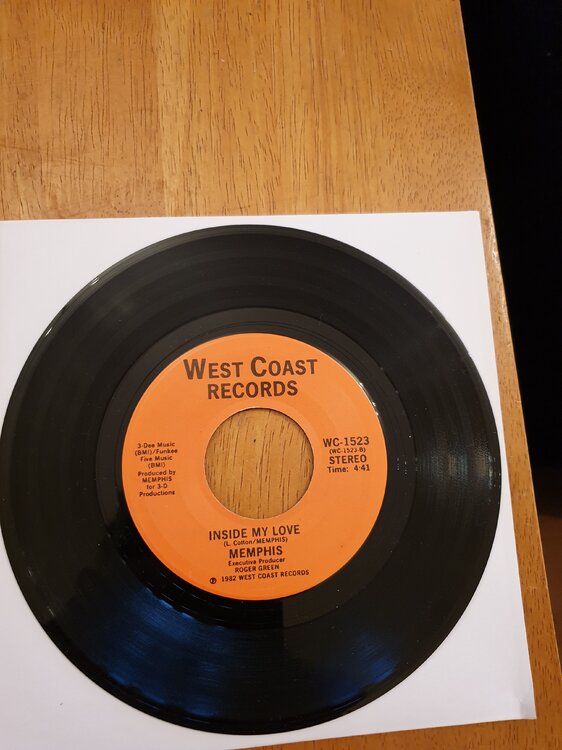 WEST COAST
RECORDS
3-Dee Music
(BMI)/Funkee
Five Music
(BMI)
Produced by
MEMPHIS
for 3-D
Productions
WC-1523
(WC-1523-B)
STEREO
Time: 4:41
INSIDE MY LOVE
(L. Cotton/MEMPHIS)
MEMPHIS
Executive Producer
ROGER GREEN
℗ 1982 WEST COAST RECORDS